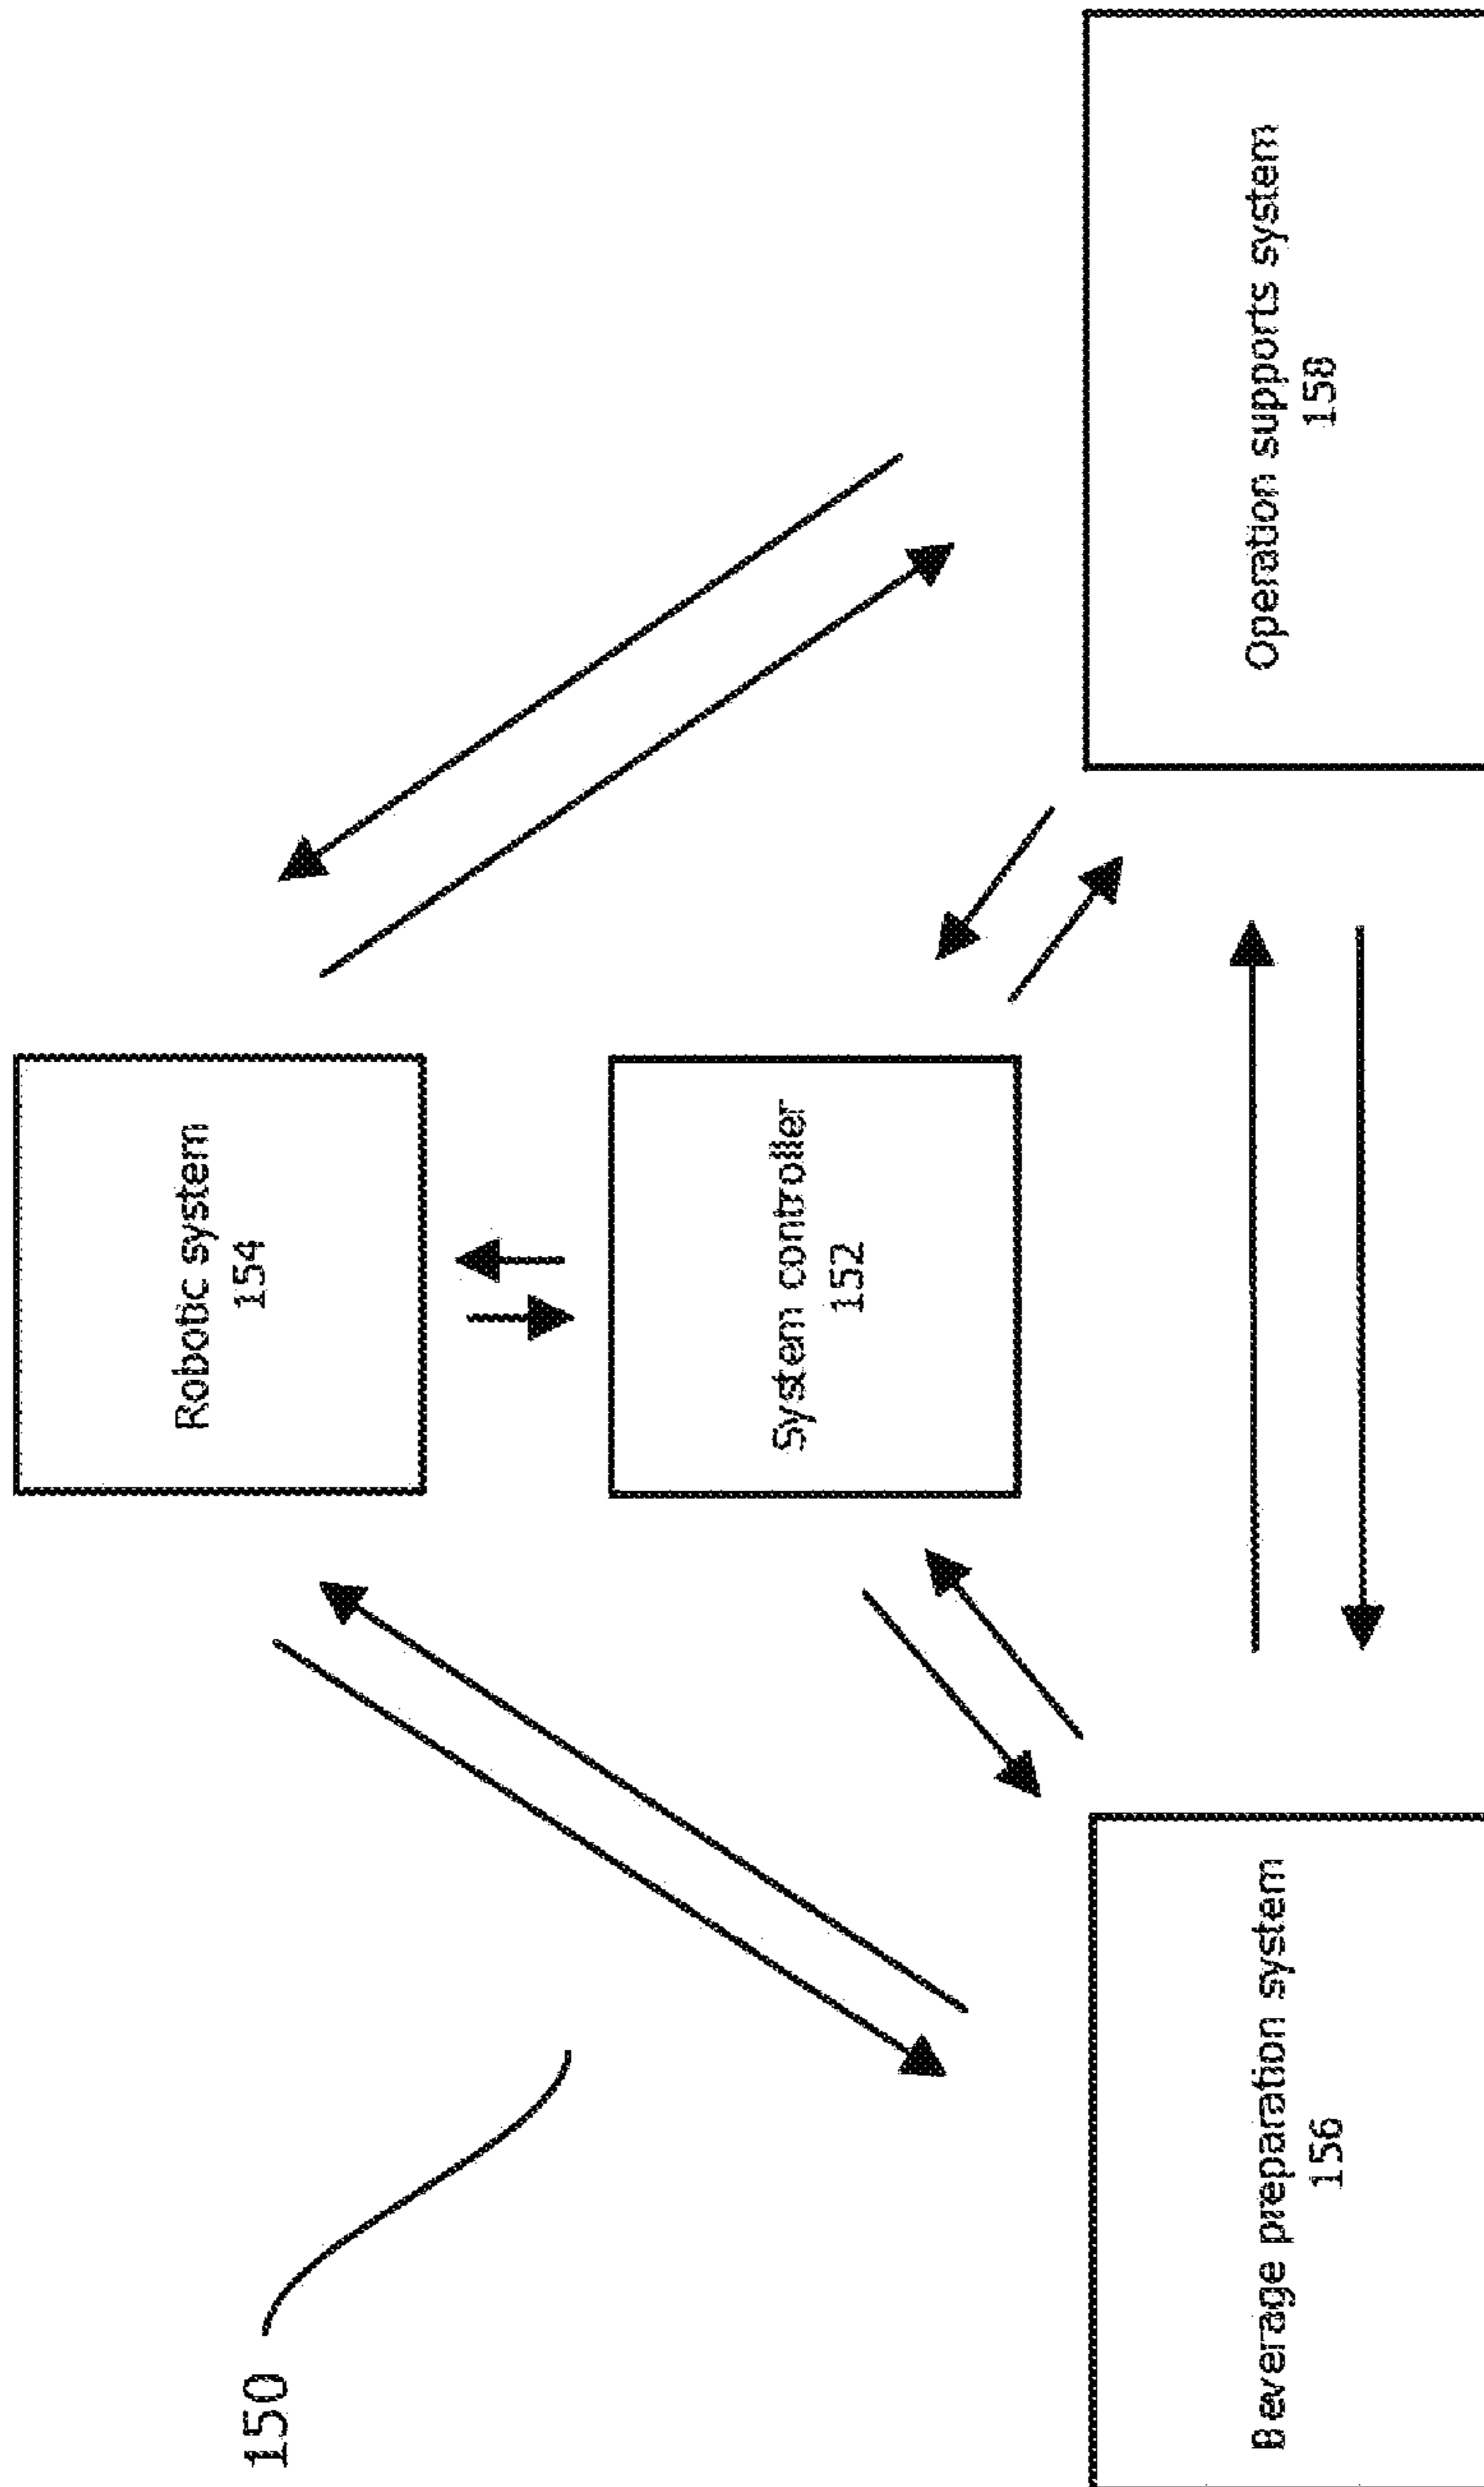 150
Robotic system
154
System controller
152
Beverage preparation system
156
Operation supports system
158